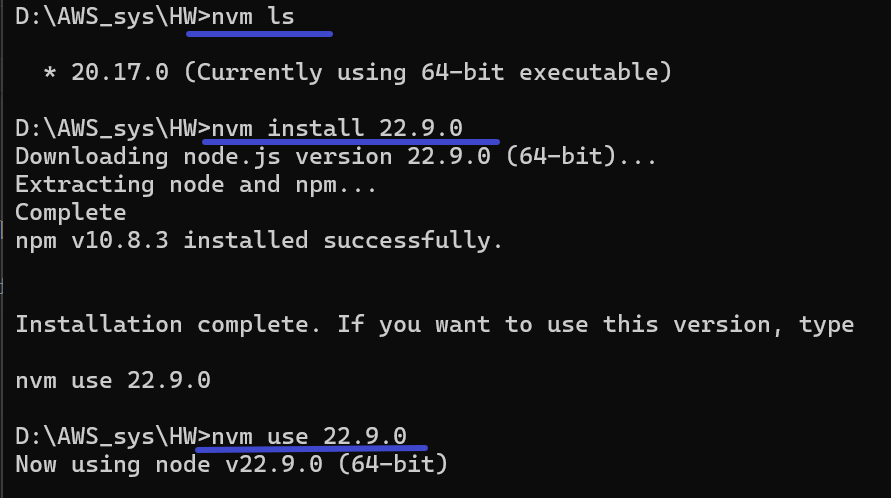 D:\AWS_sys\HW>nvm ls
* 20.17.0 (Currently using 64-bit executable)
D:\AWS_sys\HW>nvm install 22.9.0
Downloading node.js version 22.9.0 (64-bit)...
Extracting node and npm...
Complete
npm v10.8.3 installed successfully.
Installation complete. If you want to use this version, type
nvm use 22.9.0
D:\AWS_sys\HW>nvm use 22.9.0
Now using node v22.9.0 (64-bit)